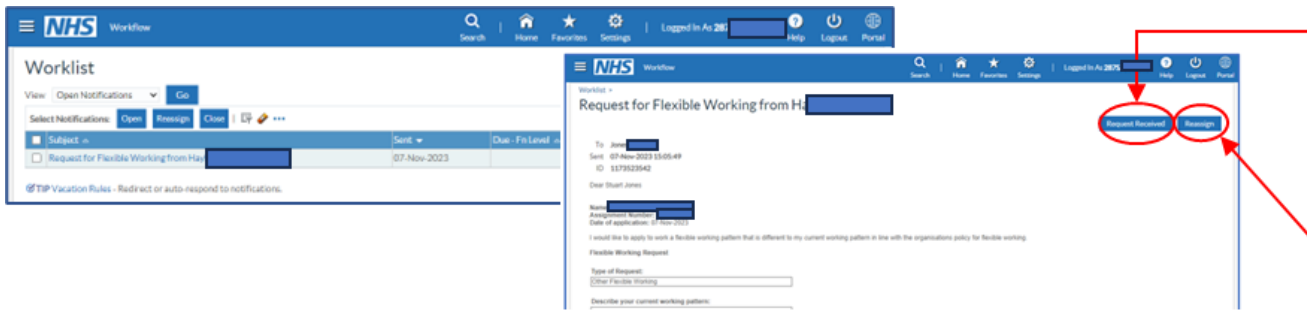 NHS Workflow
Search Home Favorites Settings Logged In As 287 Help Logout Portal
Worklist
View Open Notifications Go
Select Notifications: Open Reassign Close
Subject Sent Due - Fn Level
Request for Flexible Working from Hay 07-Nov-2023
TIP Vacation Rules - Redirect or auto-respond to notifications.
NHS Workflow
Search Home Favorites Settings Logged In As 2875 Help Logout Portal
Worklist >
Request for Flexible Working from Ha
Request Received Reassign
To Jones
Sent 07-Nov-2023 15:05:49
ID 1173523542
Dear Stuart Jones
Name
Assignment Number:
Date of application: 07-Nov-2023
I would like to apply to work a flexible working pattern that is different to my current working pattern in line with the organisations policy for flexible working
Flexible Working Request
Type of Request:
Other Flexible Working
Describe your current working pattern: